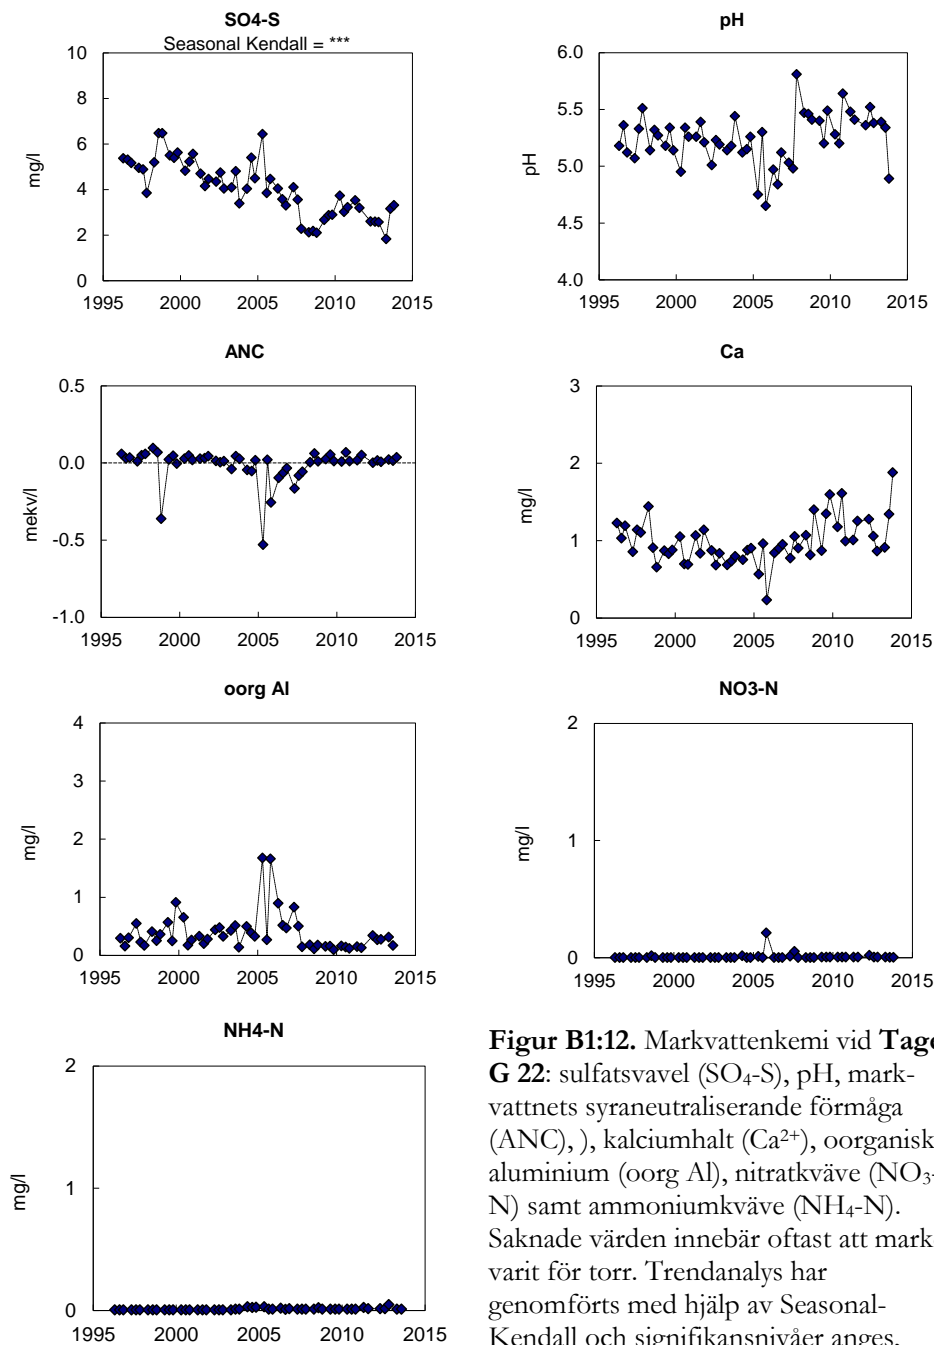 SO4-S
Seasonal Kendall = ***
10
8
6
4
2
0
mg/l
1995 2000 2005 2010 2015
pH
6.0
5.5
5.0
4.5
4.0
pH
1995 2000 2005 2010 2015
ANC
0.5
0.0
-0.5
-1.0
mekv/l
1995 2000 2005 2010 2015
Ca
3
2
1
0
mg/l
1995 2000 2005 2010 2015
oorg Al
4
3
2
1
0
mg/l
1995 2000 2005 2010 2015
NO3-N
2
1
0
mg/l
1995 2000 2005 2010 2015
NH4-N
2
1
0
mg/l
1995 2000 2005 2010 2015
Figur B1:12. Markvattenkemi vid
G 22: sulfatsvavel (SO₄-S), pH, mark-
vattnets syraneutraliserande förmåga
(ANC), ), kalciumhalt (Ca²⁺), oorganisk
aluminium (oorg Al), nitratkväve (NO₃-
N) samt ammoniumkväve (NH₄-N).
Saknade värden innebär oftast att mark
varit för torr. Trendanalys har
genomförts med hjälp av Seasonal-
Kendall och signifikansnivåer anges,